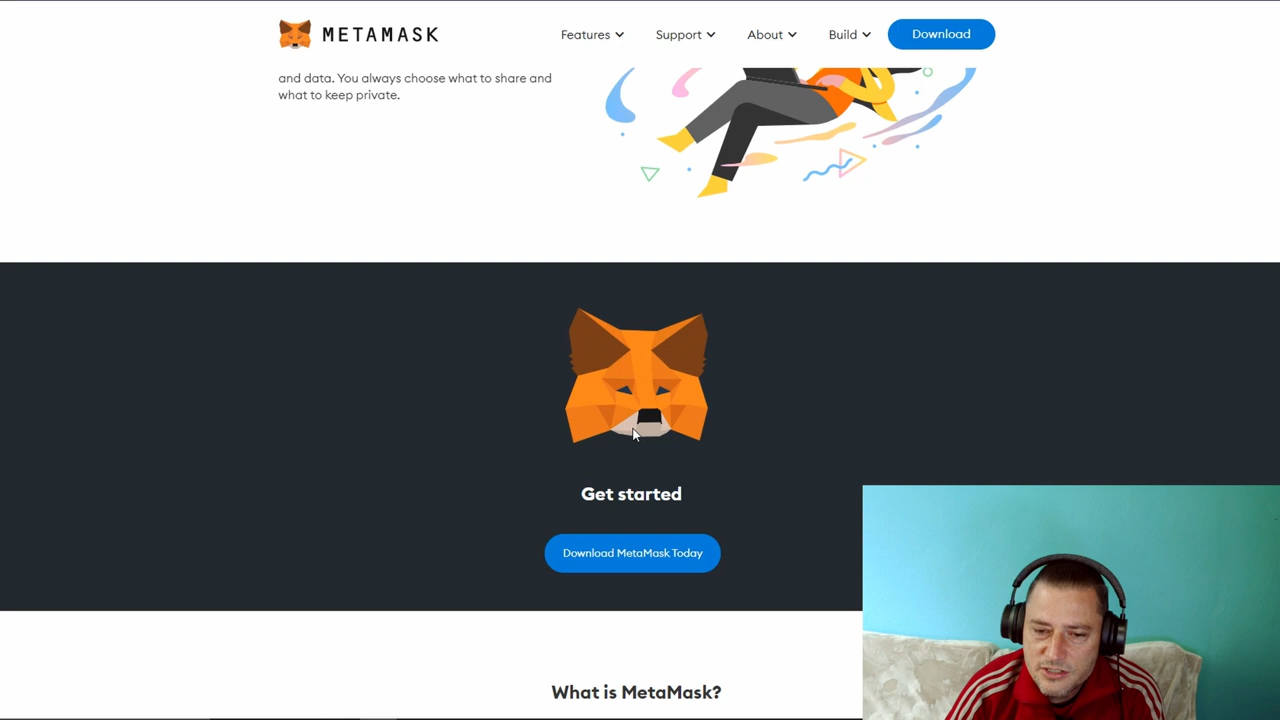 METAMASK
Features
Support
About
Build
Download
and data. You always choose what to share and
what to keep private.
Get started
Download MetaMask Today
What is MetaMask?